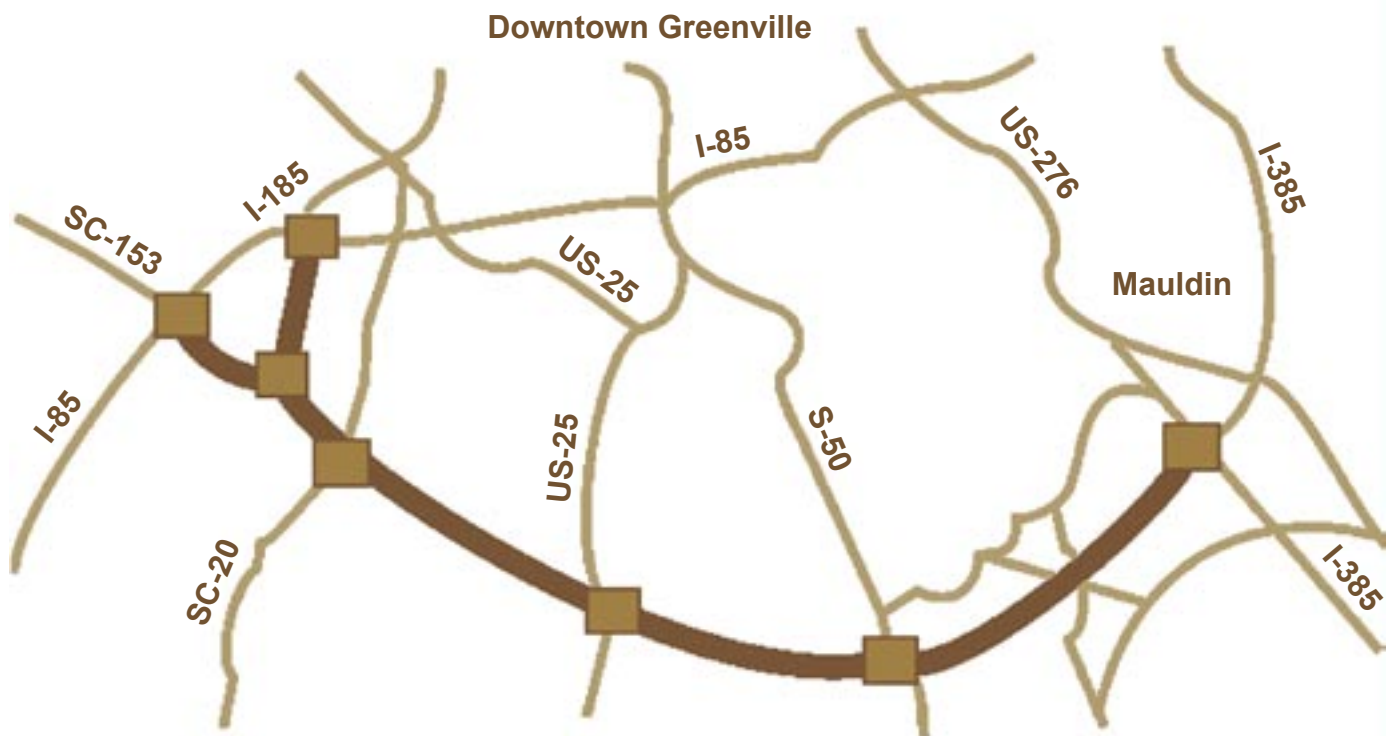 Downtown Greenville
I-85
US-276
I-385
I-185
SC-153
US-25
Mauldin
I-85
US-25
S-50
SC-20
I-385